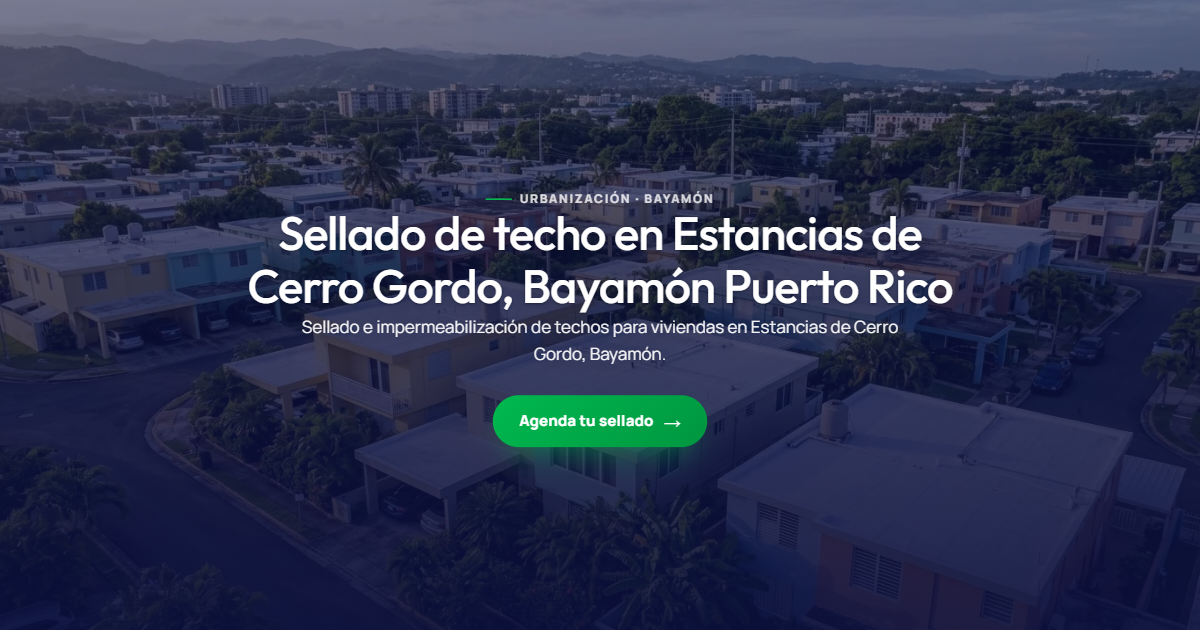 URBANIZACIÓN · BAYAMÓN
Sellado de techo en Estancias de
Cerro Gordo, Bayamón Puerto Rico
Sellado e impermeabilización de techos para viviendas en Estancias de Cerro
Gordo, Bayamón.
Agenda tu sellado →